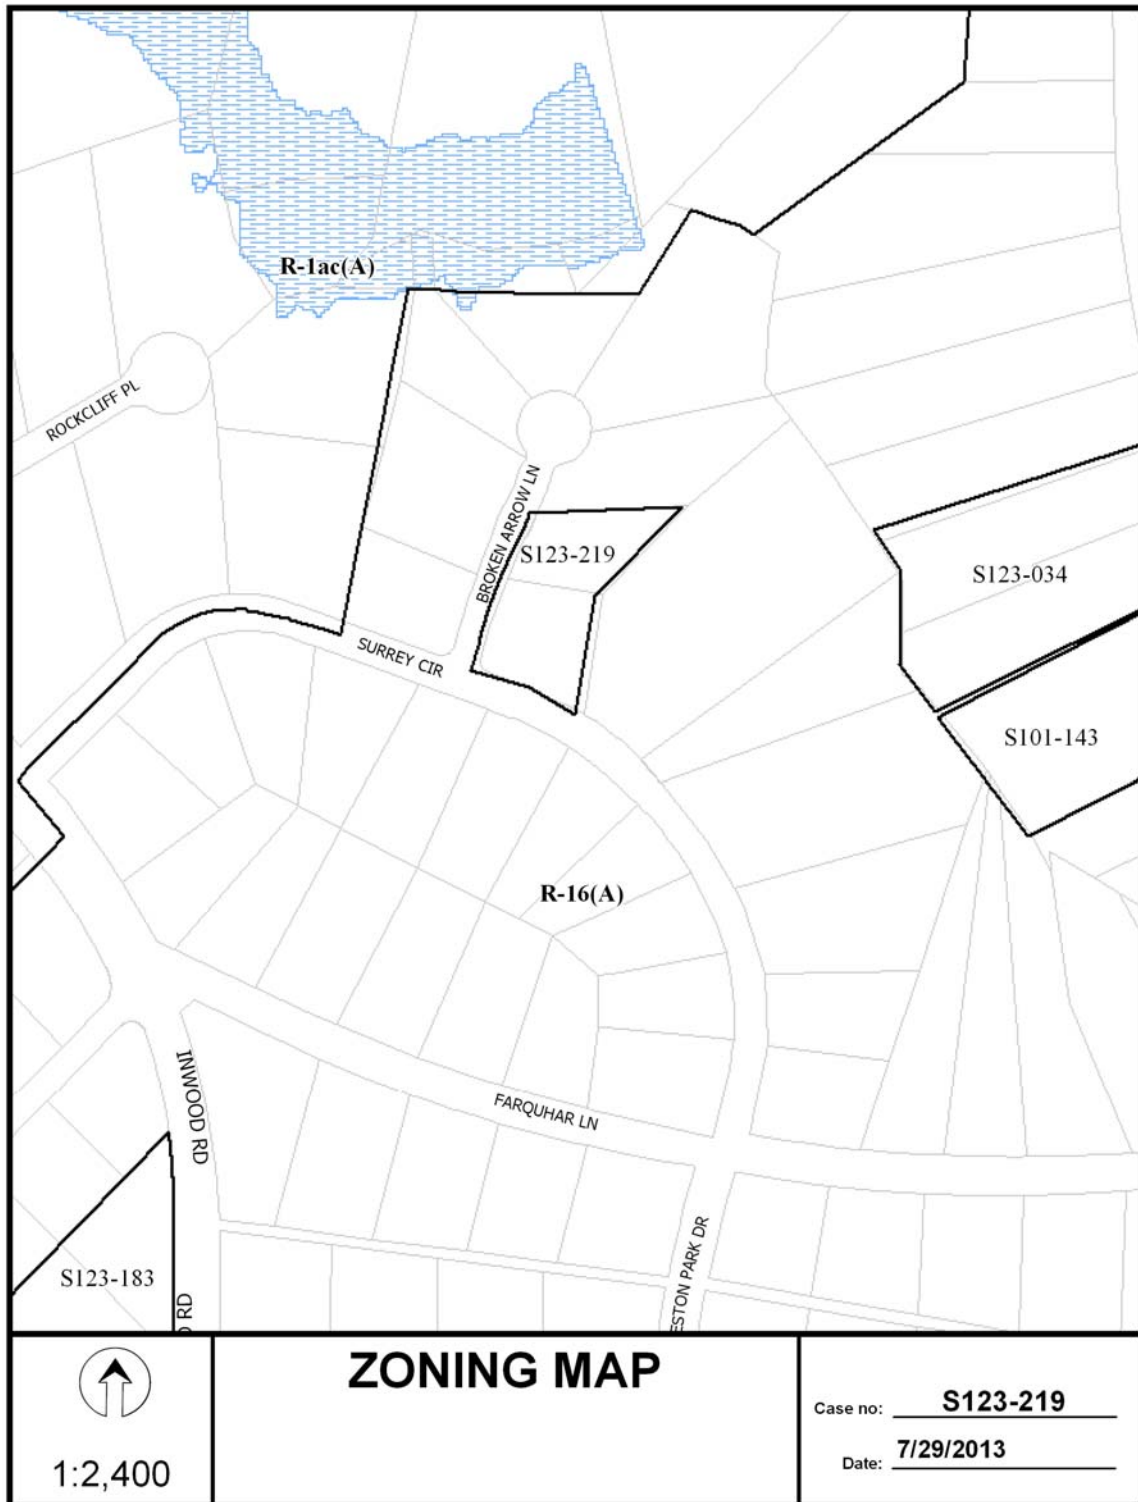 R-1ac(A)
ROCKCLIFF PL
BROKEN ARROW LN
S123-219
S123-034
SURREY CIR
S101-143
R-16(A)
INWOOD RD
FARQUHAR LN
ESTON PARK DR
S123-183
RD
ZONING MAP
1:2,400
Case no: S123-219
Date: 7/29/2013